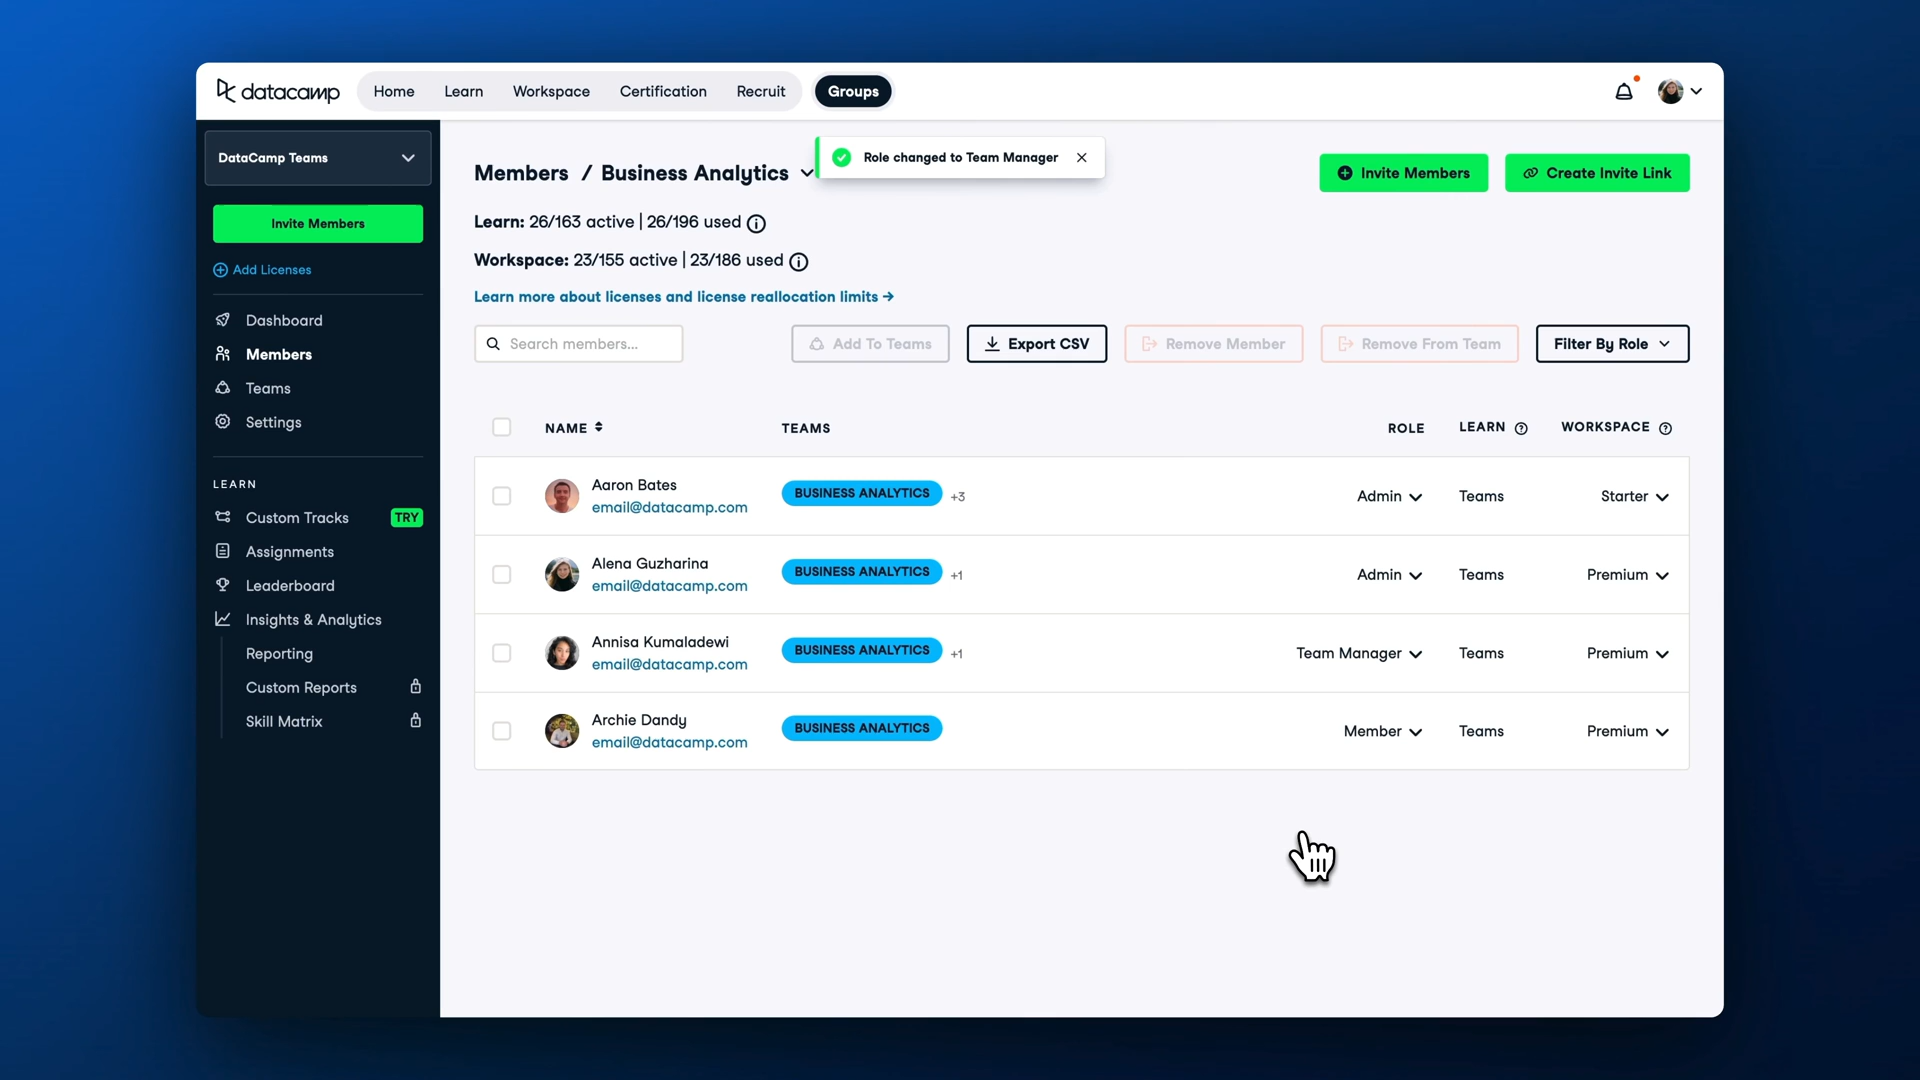 datacamp
Home Learn Workspace Certification Recruit Groups
DataCamp Teams
Invite Members
Add Licenses
Dashboard
Members
Teams
Settings
LEARN
Custom Tracks TRY
Assignments
Leaderboard
Insights & Analytics
Reporting
Custom Reports
Skill Matrix
Members / Business Analytics
Role changed to Team Manager
Invite Members Create Invite Link
Learn: 26/163 active | 26/196 used
Workspace: 23/155 active | 23/186 used
Learn more about licenses and license reallocation limits →
Search members... Add To Teams Export CSV Remove Member Remove From Team Filter By Role
NAME TEAMS ROLE LEARN WORKSPACE
Aaron Bates
email@datacamp.com
BUSINESS ANALYTICS +3 Admin Teams Starter
Alena Guzharina
email@datacamp.com
BUSINESS ANALYTICS +1 Admin Teams Premium
Annisa Kumaladewi
email@datacamp.com
BUSINESS ANALYTICS +1 Team Manager Teams Premium
Archie Dandy
email@datacamp.com
BUSINESS ANALYTICS Member Teams Premium